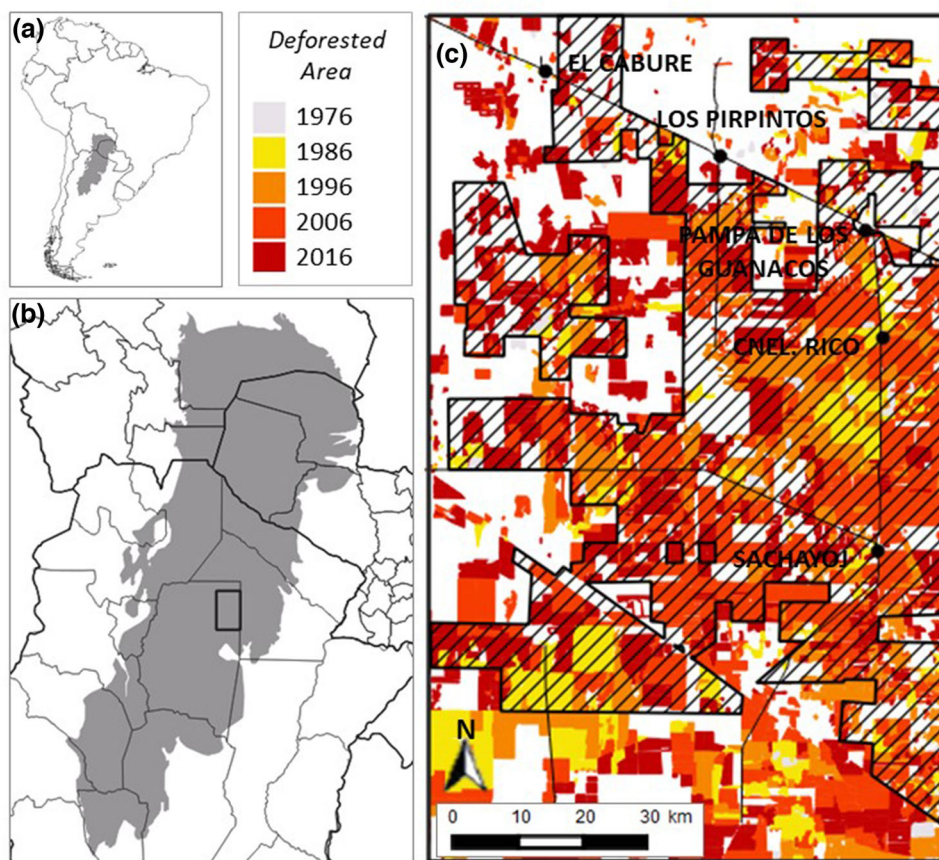 (a)
Deforested
Area
1976
1986
1996
2006
2016
(b)
(c)
EL CABURE
LOS PIRPINTOS
PAMPA DE LOS
GUANACOS
CNEL. RICO
SACHAYOJ
N
0 10 20 30 km